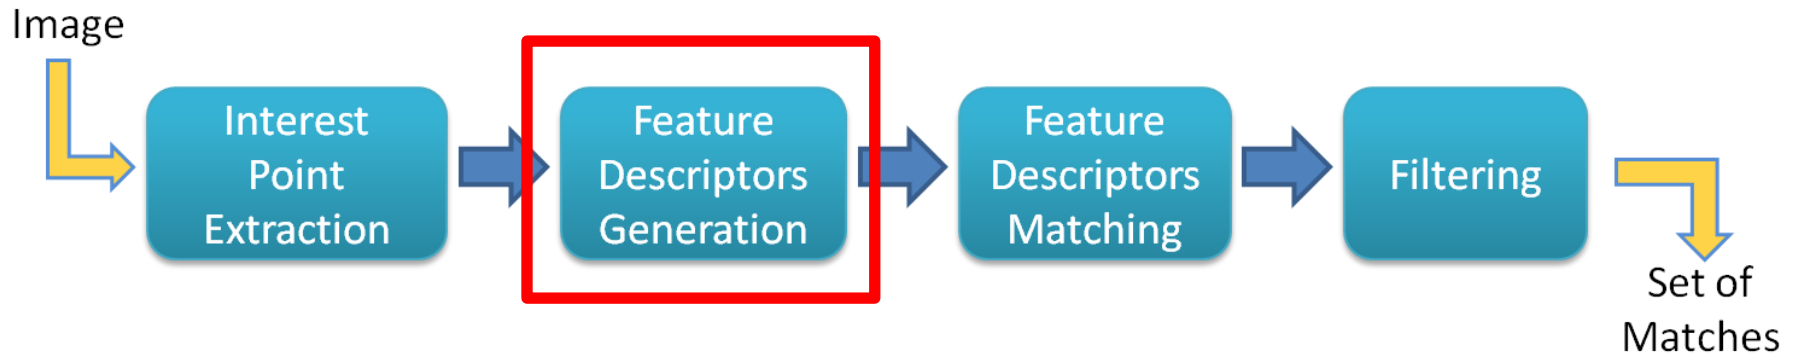 Image
Interest
Point
Extraction
Feature
Descriptors
Generation
Feature
Descriptors
Matching
Filtering
Set of
Matches